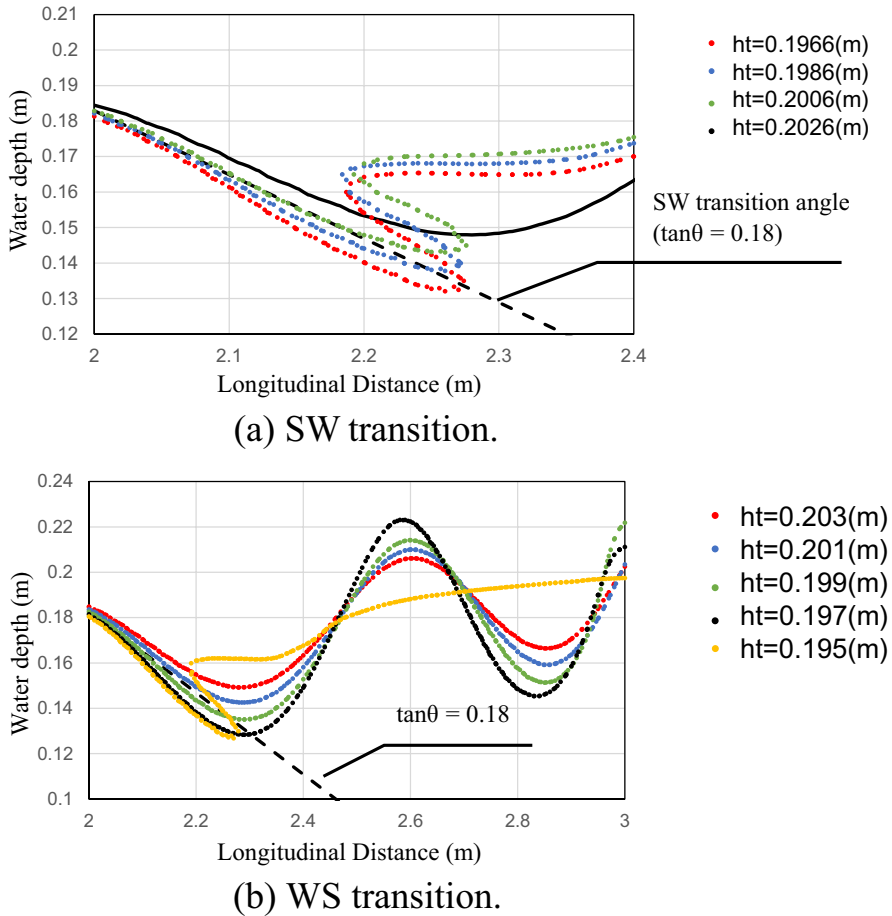 0.21
0.2
0.19
0.18
0.17
0.16
0.15
0.14
0.13
0.12
Water depth (m)
2
2.1
2.2
2.3
2.4
Longitudinal Distance (m)
ht=0.1966(m)
ht=0.1986(m)
ht=0.2006(m)
ht=0.2026(m)
SW transition angle
(tanθ = 0.18)
(a) SW transition.
0.24
0.22
0.2
0.18
0.16
0.14
0.12
0.1
Water depth (m)
2
2.2
2.4
2.6
2.8
3
Longitudinal Distance (m)
tanθ = 0.18
ht=0.203(m)
ht=0.201(m)
ht=0.199(m)
ht=0.197(m)
ht=0.195(m)
(b) WS transition.